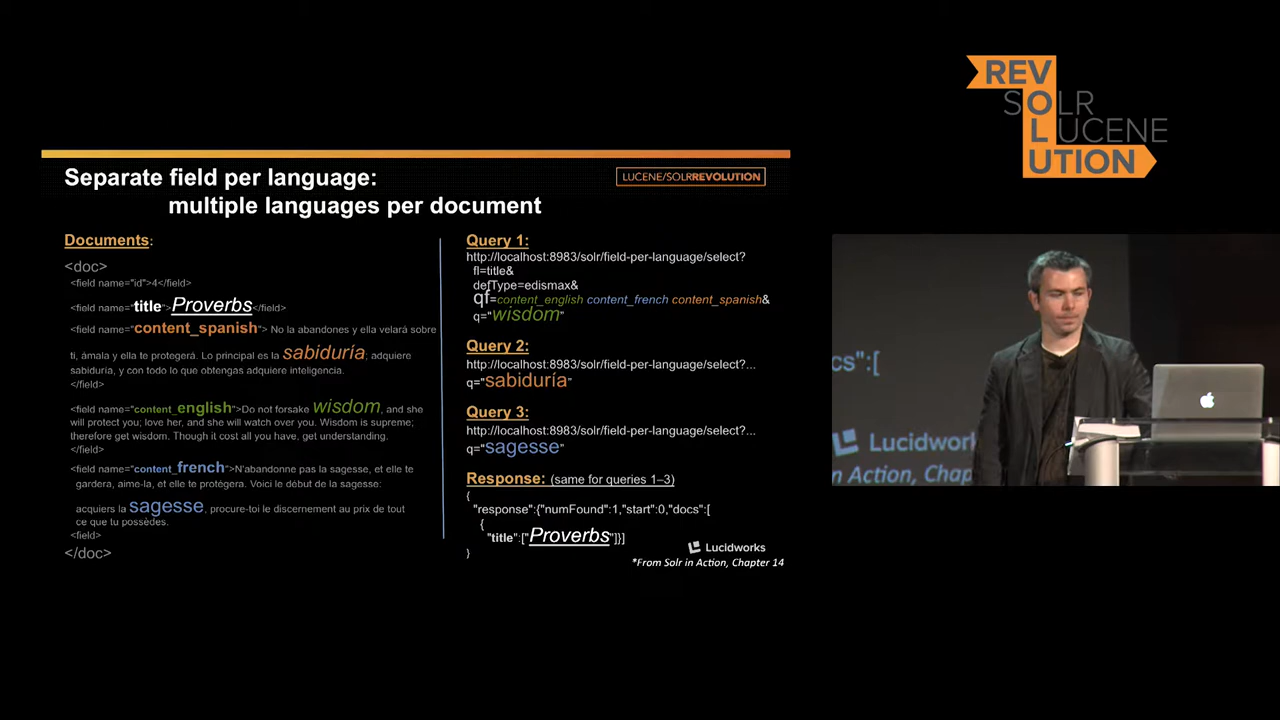 Separate field per language:
multiple languages per document
LUCENE/SOLRREVOLUTION
Documents:
<doc>
<field name="id">4</field>
<field name="title">Proverbs</field>
<field name="content_spanish"> No la abandones y ella velará sobre
ti, ámala y ella te protegerá. Lo principal es la sabiduría; adquiere
sabiduría, y con todo lo que obtengas adquiere inteligencia.
</field>
<field name="content_english">Do not forsake wisdom, and she
will protect you; love her, and she will watch over you. Wisdom is supreme;
therefore get wisdom. Though it cost all you have, get understanding.
</field>
<field name="content_french">N'abandonne pas la sagesse, et elle te
gardera, aime-la, et elle te protégera. Voici le début de la sagesse:
acquiers la sagesse, procure-toi le discernement au prix de tout
ce que tu possèdes.
<field>
</doc>
Query 1:
http://localhost:8983/solr/field-per-language/select?
fl=title&
defType=edismax&
qf=content_english content_french content_spanish&
q="wisdom"
Query 2:
http://localhost:8983/solr/field-per-language/select?...
q="sabiduría"
Query 3:
http://localhost:8983/solr/field-per-language/select?...
q="sagesse"
Response: (same for queries 1–3)
{
"response":{"numFound":1,"start":0,"docs":[
{
"title":["Proverbs"]}]
}
Lucidworks
*From Solr in Action, Chapter 14
REVOLUTION
SOLR
LUCENE
cs":[
Lucidwork
n Action, Chap